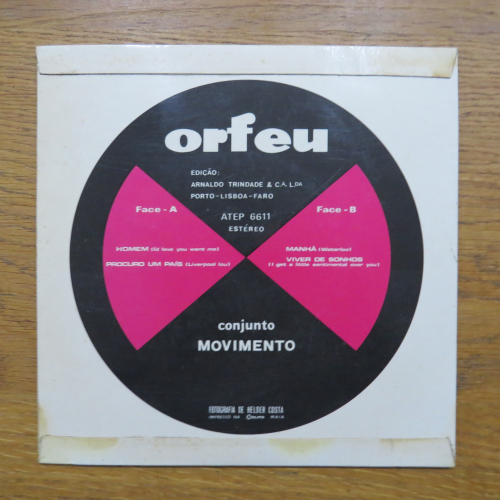 orfeu
EDIÇÃO:
ARNALDO TRINDADE & C.A. L.DA
PORTO-LISBOA-FARO
ATEP 6611
ESTÉREO
Face-A
HOMEM (I'd love you want me)
PROCURO UM PAÍS (Liverpool lou)
Face-B
MANHÃ (Waterloo)
VIVER DE SONHOS
(I get a little sentimental over you)
conjunto
MOVIMENTO
FOTOGRAFIA DE HELDER COSTA